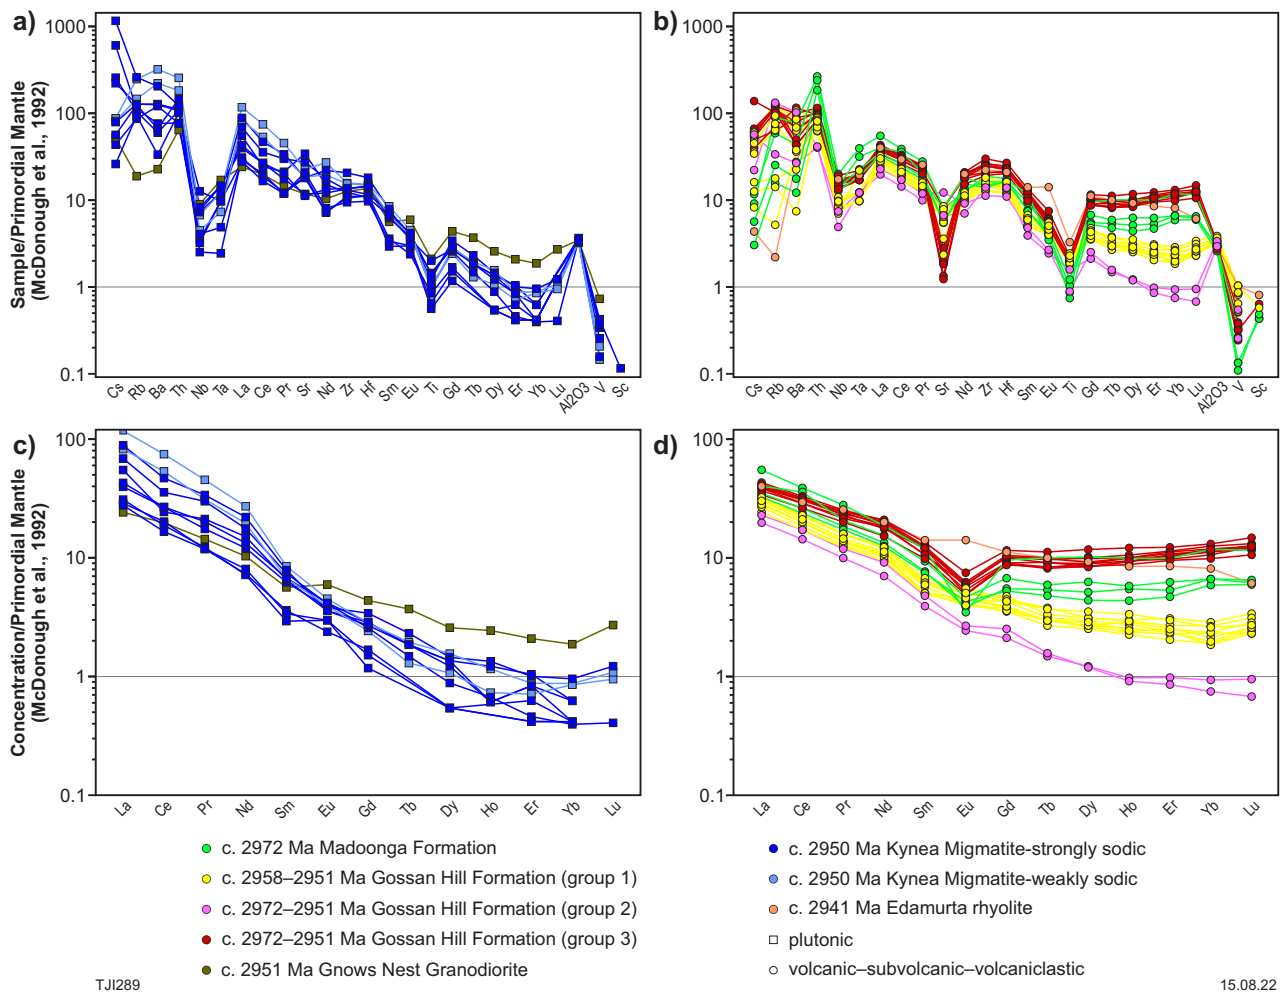 a)
Sample/Primordial Mantle
(McDonough et al., 1992)
1000
100
10
1
0.1
Cs Rb Ba Th Nb Ta La Ce Pr Sr Nd Zr Hf Sm Eu Ti Gd Tb Dy Er Yb Lu Al2O3 V Sc
b)
1000
100
10
1
0.1
Cs Rb Ba Th Nb Ta La Ce Pr Sr Nd Zr Hf Sm Eu Ti Gd Tb Dy Er Yb Lu Al2O3 V Sc
c)
Concentration/Primordial Mantle
(McDonough et al., 1992)
100
10
1
0.1
La Ce Pr Nd Sm Eu Gd Tb Dy Ho Er Yb Lu
d)
100
10
1
0.1
La Ce Pr Nd Sm Eu Gd Tb Dy Ho Er Yb Lu
c. 2972 Ma Madoonga Formation
c. 2958–2951 Ma Gossan Hill Formation (group 1)
c. 2972–2951 Ma Gossan Hill Formation (group 2)
c. 2972–2951 Ma Gossan Hill Formation (group 3)
c. 2951 Ma Gnows Nest Granodiorite
c. 2950 Ma Kynea Migmatite-strongly sodic
c. 2950 Ma Kynea Migmatite-weakly sodic
c. 2941 Ma Edamurta rhyolite
plutonic
volcanic–subvolcanic–volcaniclastic
TJI289
15.08.22